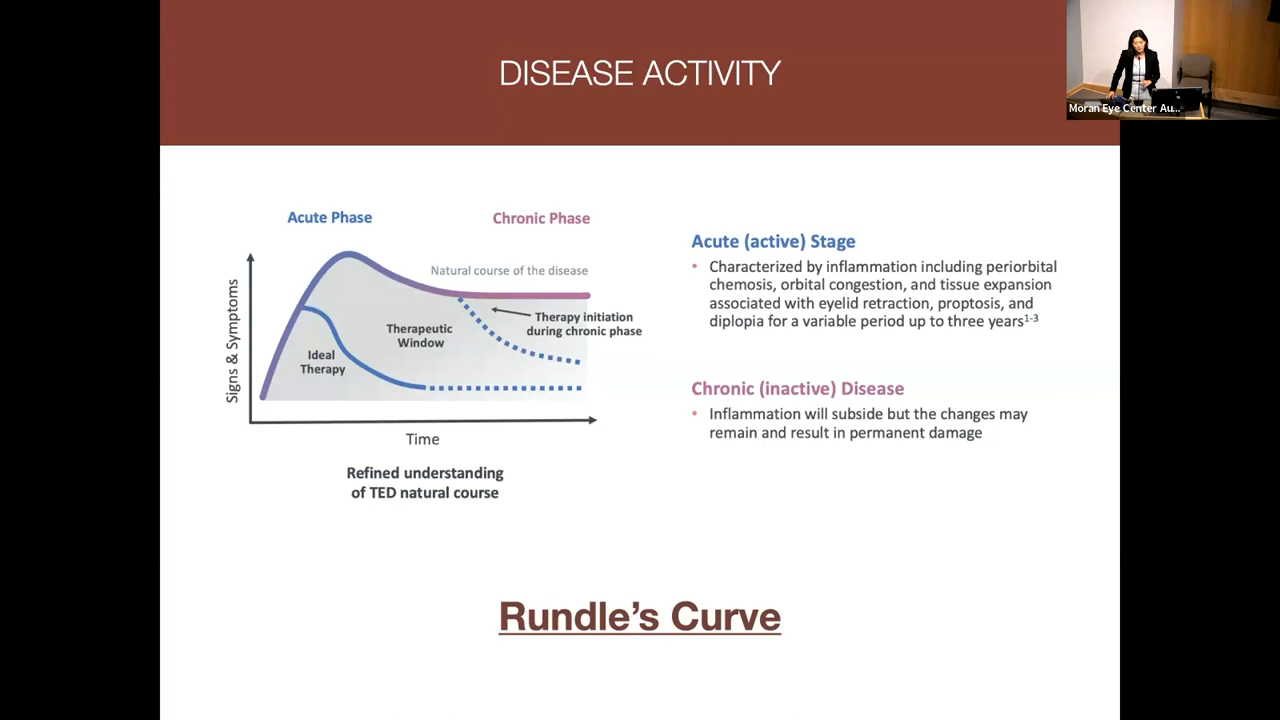 DISEASE ACTIVITY
Moran Eye Center Au...
Acute Phase
Chronic Phase
Natural course of the disease
Therapy initiation
during chronic phase
Therapeutic
Window
Ideal
Therapy
Signs & Symptoms
Time
Refined understanding
of TED natural course
Acute (active) Stage
• Characterized by inflammation including periorbital
chemosis, orbital congestion, and tissue expansion
associated with eyelid retraction, proptosis, and
diplopia for a variable period up to three years¹⁻³
Chronic (inactive) Disease
• Inflammation will subside but the changes may
remain and result in permanent damage
Rundle’s Curve